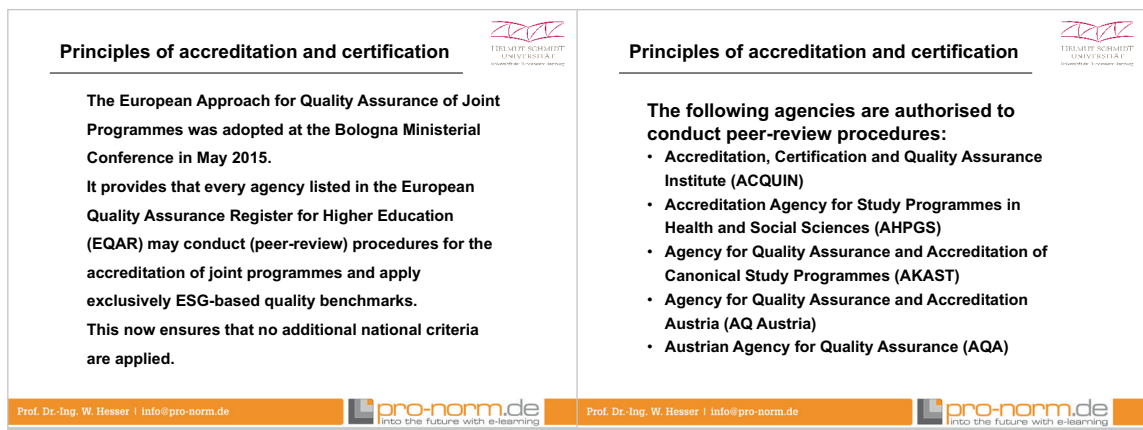 Principles of accreditation and certification
HELMUT SCHMIDT
UNIVERSITÄT
The European Approach for Quality Assurance of Joint
Programmes was adopted at the Bologna Ministerial
Conference in May 2015.
It provides that every agency listed in the European
Quality Assurance Register for Higher Education
(EQAR) may conduct (peer-review) procedures for the
accreditation of joint programmes and apply
exclusively ESG-based quality benchmarks.
This now ensures that no additional national criteria
are applied.
Prof. Dr.-Ing. W. Hesser | info@pro-norm.de
pro-norm.de
into the future with e-learning
Principles of accreditation and certification
HELMUT SCHMIDT
UNIVERSITÄT
The following agencies are authorised to
conduct peer-review procedures:
• Accreditation, Certification and Quality Assurance
Institute (ACQUIN)
• Accreditation Agency for Study Programmes in
Health and Social Sciences (AHPGS)
• Agency for Quality Assurance and Accreditation of
Canonical Study Programmes (AKAST)
• Agency for Quality Assurance and Accreditation
Austria (AQ Austria)
• Austrian Agency for Quality Assurance (AQA)
Prof. Dr.-Ing. W. Hesser | info@pro-norm.de
pro-norm.de
into the future with e-learning